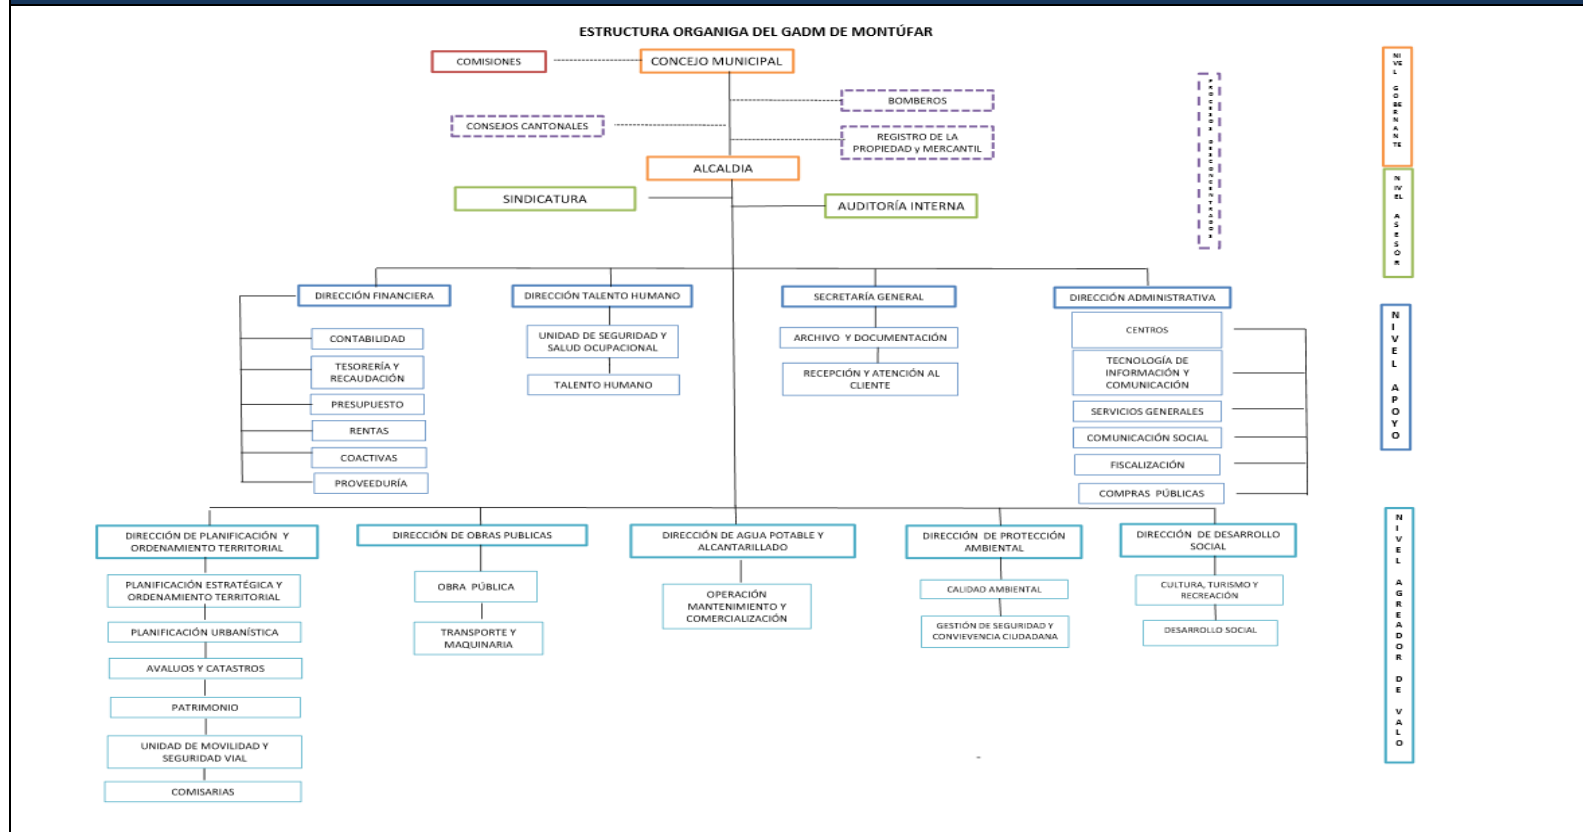 ESTRUCTURA ORGANIGA DEL GADM DE MONTÚFAR
COMISIONES
CONCEJO MUNICIPAL
BOMBEROS
CONSEJOS CANTONALES
REGISTRO DE LA
PROPIEDAD y MERCANTIL
ALCALDIA
SINDICATURA
AUDITORÍA INTERNA
PROCESOS DESCONCENTRADOS
NIVEL GOBERNANTE
NIVEL ASESOR
DIRECCIÓN FINANCIERA
CONTABILIDAD
TESORERÍA Y
RECAUDACIÓN
PRESUPUESTO
RENTAS
COACTIVAS
PROVEEDURÍA
DIRECCIÓN TALENTO HUMANO
UNIDAD DE SEGURIDAD Y
SALUD OCUPACIONAL
TALENTO HUMANO
SECRETARÍA GENERAL
ARCHIVO Y DOCUMENTACIÓN
RECEPCIÓN Y ATENCIÓN AL
CLIENTE
DIRECCIÓN ADMINISTRATIVA
CENTROS
TECNOLOGÍA DE
INFORMACIÓN Y
COMUNICACIÓN
SERVICIOS GENERALES
COMUNICACIÓN SOCIAL
FISCALIZACIÓN
COMPRAS PÚBLICAS
NIVEL APOYO
DIRECCIÓN DE PLANIFICACIÓN Y
ORDENAMIENTO TERRITORIAL
PLANIFICACIÓN ESTRATÉGICA Y
ORDENAMIENTO TERRITORIAL
PLANIFICACIÓN URBANÍSTICA
AVALUOS Y CATASTROS
PATRIMONIO
UNIDAD DE MOVILIDAD Y
SEGURIDAD VIAL
COMISARIAS
DIRECCIÓN DE OBRAS PUBLICAS
OBRA PÚBLICA
TRANSPORTE Y
MAQUINARIA
DIRECCIÓN DE AGUA POTABLE Y
ALCANTARILLADO
OPERACIÓN
MANTENIMIENTO Y
COMERCIALIZACIÓN
DIRECCIÓN DE PROTECCIÓN
AMBIENTAL
CALIDAD AMBIENTAL
GESTIÓN DE SEGURIDAD Y
CONVIEVENCIA CIUDADANA
DIRECCIÓN DE DESARROLLO
SOCIAL
CULTURA, TURISMO Y
RECREACIÓN
DESARROLLO SOCIAL
NIVEL AGREADOR DE VALO